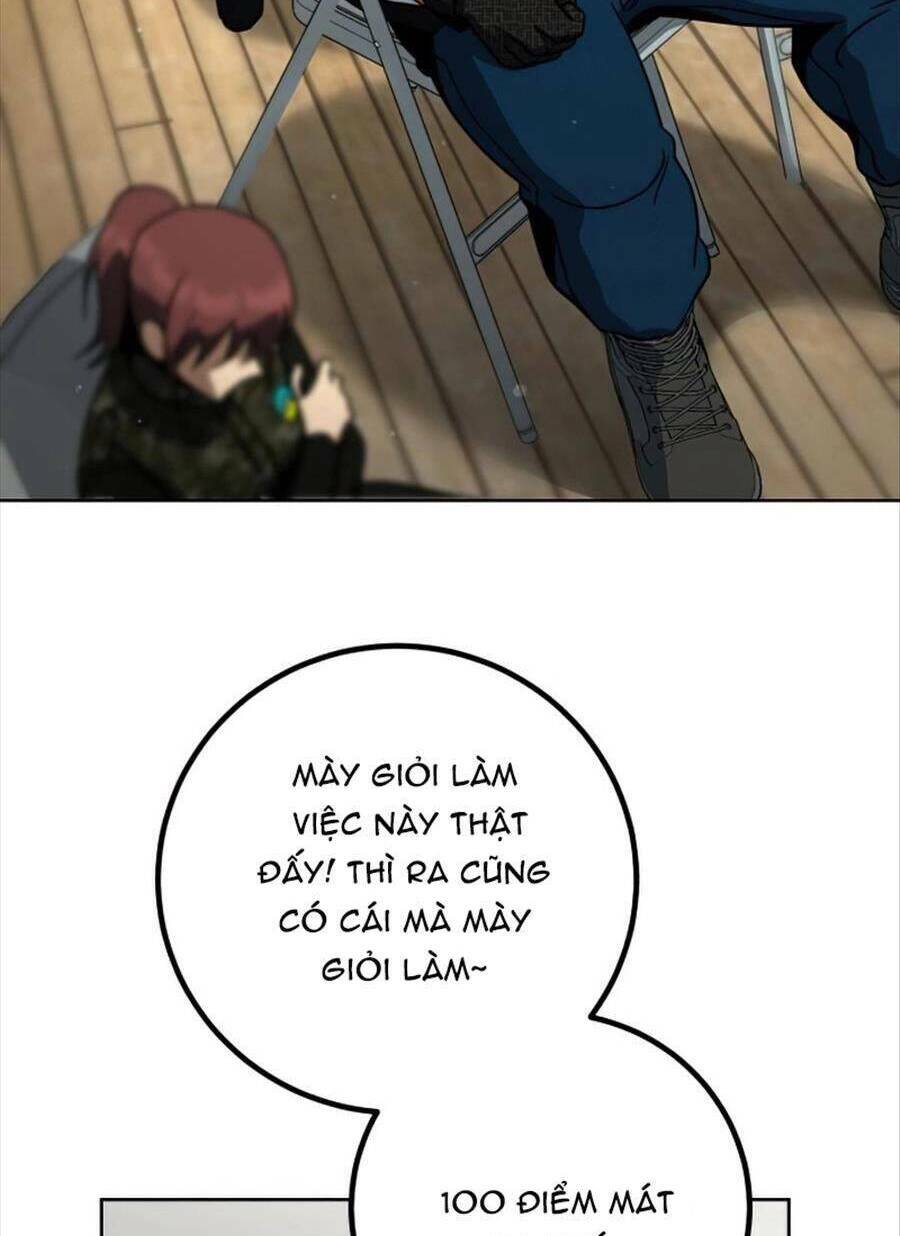 MÀY GIỎI LÀM
VIỆC NÀY THẬT
ĐẤY! THÌ RA CŨNG
CÓ CÁI MÀ MÀY
GIỎI LÀM~
100 ĐIỂM MÁT